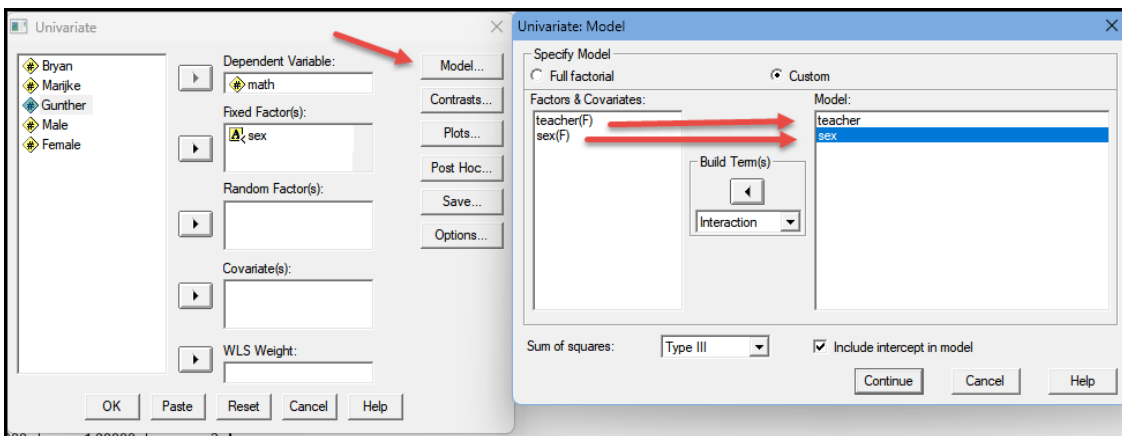 Univariate
Bryan
Marijke
Gunther
Male
Female
Dependent Variable:
math
Fixed Factor(s):
sex
Random Factor(s):
Covariate(s):
WLS Weight:
Model...
Contrasts...
Plots...
Post Hoc...
Save...
Options...
OK Paste Reset Cancel Help
Univariate: Model
Specify Model
Full factorial Custom
Factors & Covariates:
teacher(F)
sex(F)
Build Term(s)
Interaction
Model:
teacher
sex
Sum of squares: Type III Include intercept in model
Continue Cancel Help